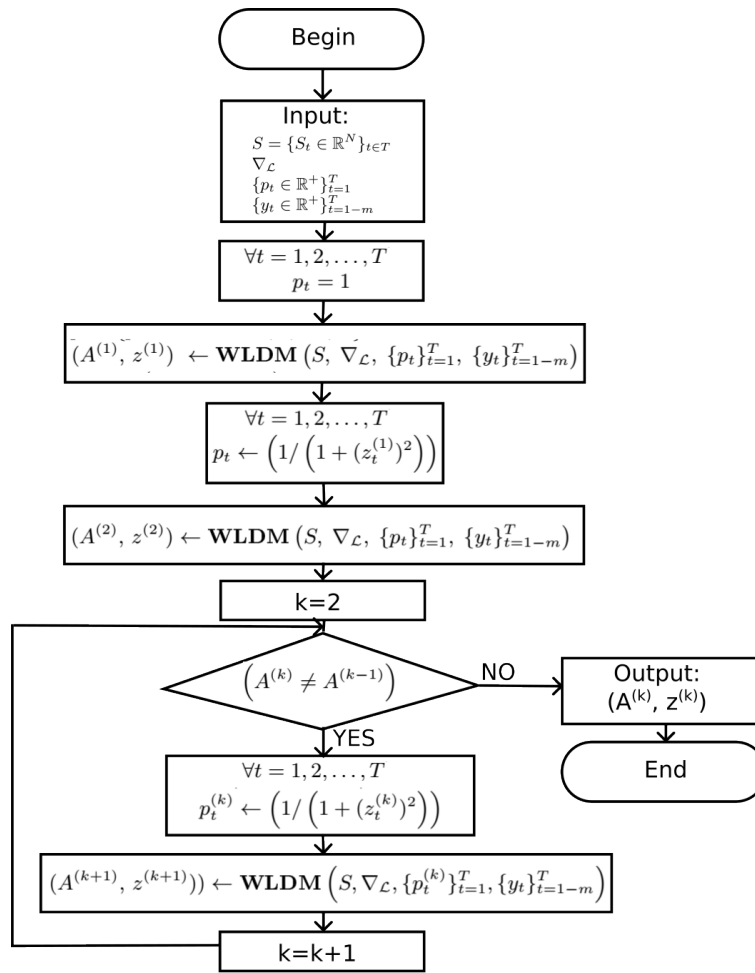 Begin
Input:
S = {S_t ∈ ℝ^N}_{t∈T}
∇_ℒ
{p_t ∈ ℝ^+}_{t=1}^T
{y_t ∈ ℝ^+}_{t=1−m}^T
∀t = 1, 2, . . . , T
p_t = 1
(A^{(1)}, z^{(1)}) ← WLDM (S, ∇_ℒ, {p_t}_{t=1}^T, {y_t}_{t=1−m}^T)
∀t = 1, 2, . . . , T
p_t ← (1/ (1 + (z_t^{(1)})^2))
(A^{(2)}, z^{(2)}) ← WLDM (S, ∇_ℒ, {p_t}_{t=1}^T, {y_t}_{t=1−m}^T)
k=2
(A^{(k)} ≠ A^{(k−1)})
NO
Output:
(A^{(k)}, z^{(k)})
End
YES
∀t = 1, 2, . . . , T
p_t^{(k)} ← (1/ (1 + (z_t^{(k)})^2))
(A^{(k+1)}, z^{(k+1)})) ← WLDM (S, ∇_ℒ, {p_t^{(k)}}_{t=1}^T, {y_t}_{t=1−m}^T)
k=k+1